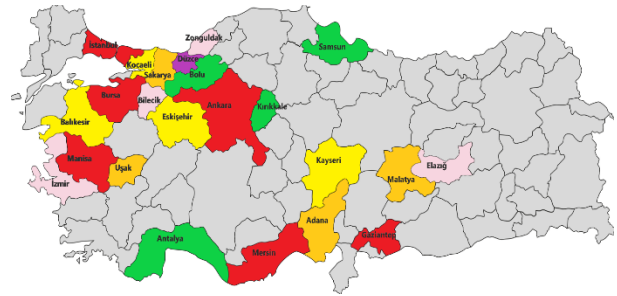 Zonguldak
İstanbul
Samsun
Kocaeli
Düzce
Sakarya
Bolu
Bursa
Bilecik
Ankara
Kırıkkale
Eskişehir
Balıkesir
Manisa
Uşak
Kayseri
Elazığ
Malatya
İzmir
Adana
Gaziantep
Antalya
Mersin